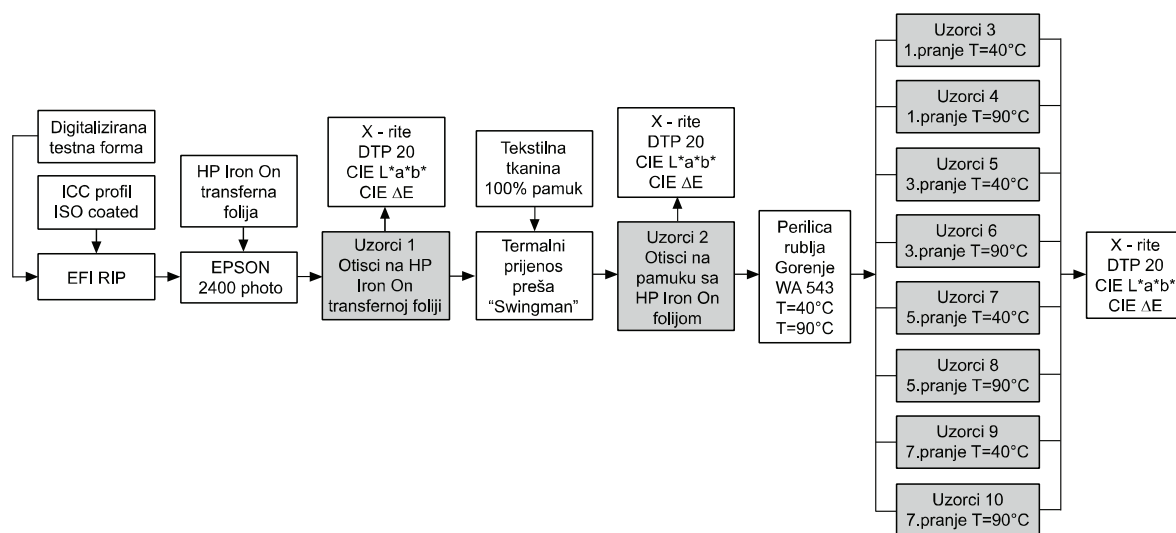 Digitalizirana
testna forma
ICC profil
ISO coated
EFI RIP
HP Iron On
transferna
folija
EPSON
2400 photo
X - rite
DTP 20
CIE L*a*b*
CIE ΔE
Uzorci 1
Otisci na HP
Iron On
transfernoj foliji
Tekstilna
tkanina
100% pamuk
Termalni
prijenos
preša
“Swingman”
X - rite
DTP 20
CIE L*a*b*
CIE ΔE
Uzorci 2
Otisci na
pamuku sa
HP Iron On
folijom
Perilica
rublja
Gorenje
WA 543
T=40°C
T=90°C
Uzorci 3
1.pranje T=40°C
Uzorci 4
1.pranje T=90°C
Uzorci 5
3.pranje T=40°C
Uzorci 6
3.pranje T=90°C
Uzorci 7
5.pranje T=40°C
Uzorci 8
5.pranje T=90°C
Uzorci 9
7.pranje T=40°C
Uzorci 10
7.pranje T=90°C
X - rite
DTP 20
CIE L*a*b*
CIE ΔE